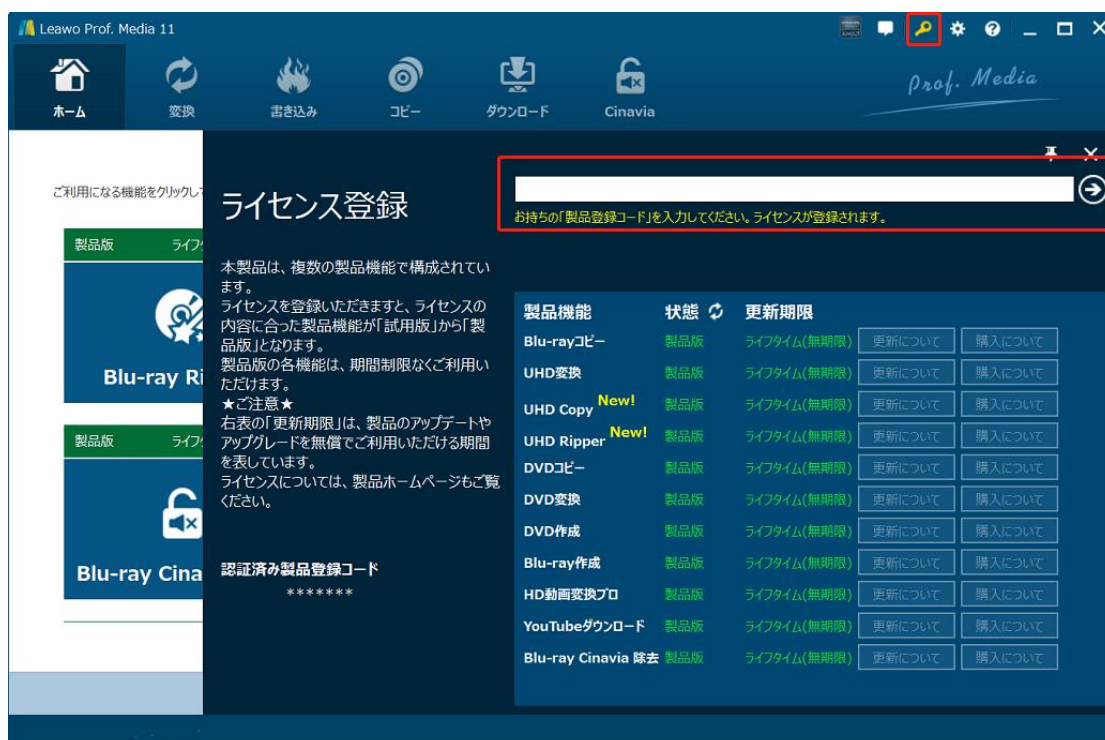 Leawo Prof. Media 11
ホーム
変換
書き込み
コピー
ダウンロード
Cinavia
Prof. Media
ご利用になる機能をクリックして
製品版 ライフ
Blu-ray Ri
製品版 ライフ
Blu-ray Cina
ライセンス登録
本製品は、複数の製品機能で構成されてい
ます。
ライセンスを登録いただきますと、ライセンスの
内容に合った製品機能が「試用版」から「製
品版」となります。
製品版の各機能は、期間制限なくご利用い
ただけます。
★ご注意★
右表の「更新期限」は、製品のアップデートや
アップグレードを無償でご利用いただける期間
を表しています。
ライセンスについては、製品ホームページもご覧
ください。
認証済み製品登録コード
*******
お持ちの「製品登録コード」を入力してください。ライセンスが登録されます。
製品機能 状態 更新期限
Blu-rayコピー 製品版 ライフタイム(無期限) 更新について 購入について
UHD変換 製品版 ライフタイム(無期限) 更新について 購入について
UHD Copy New! 製品版 ライフタイム(無期限) 更新について 購入について
UHD Ripper New! 製品版 ライフタイム(無期限) 更新について 購入について
DVDコピー 製品版 ライフタイム(無期限) 更新について 購入について
DVD変換 製品版 ライフタイム(無期限) 更新について 購入について
DVD作成 製品版 ライフタイム(無期限) 更新について 購入について
Blu-ray作成 製品版 ライフタイム(無期限) 更新について 購入について
HD動画変換プロ 製品版 ライフタイム(無期限) 更新について 購入について
YouTubeダウンロード 製品版 ライフタイム(無期限) 更新について 購入について
Blu-ray Cinavia 除去 製品版 ライフタイム(無期限) 更新について 購入について